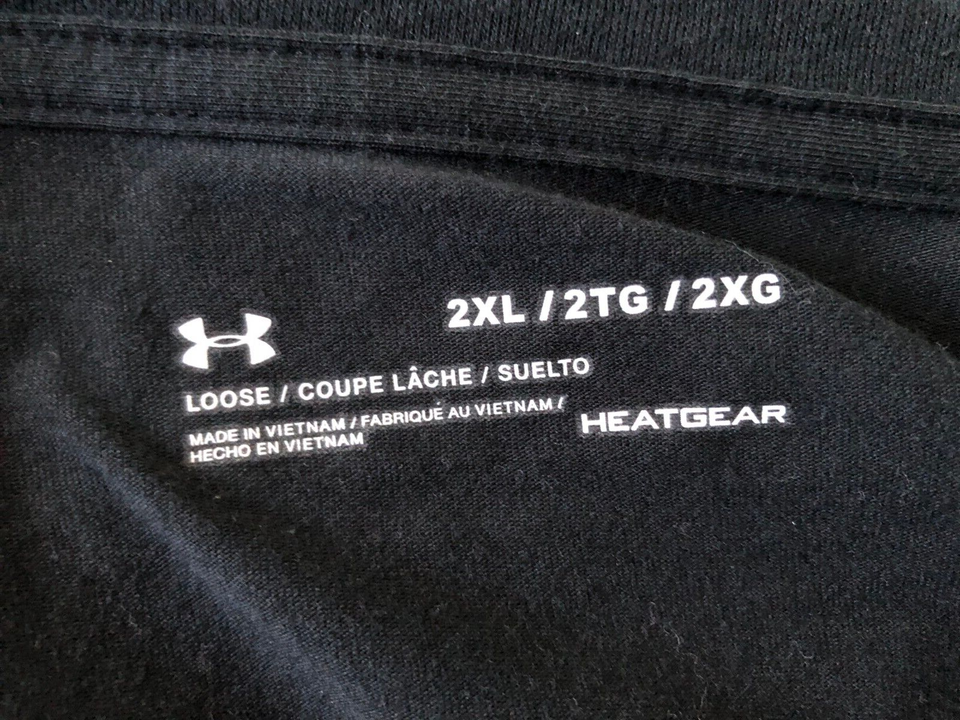 2XL / 2TG / 2XG
LOOSE / COUPE LÂCHE / SUELTO
MADE IN VIETNAM / FABRIQUÉ AU VIETNAM /
HECHO EN VIETNAM
HEATGEAR